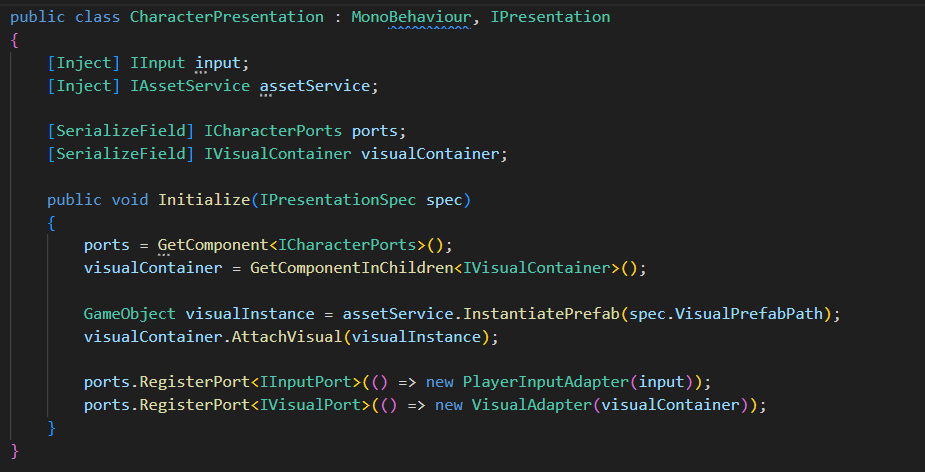 public class CharacterPresentation : MonoBehaviour, IPresentation
{
    [Inject] IInput input;
    [Inject] IAssetService assetService;
    [SerializeField] ICharacterPorts ports;
    [SerializeField] IVisualContainer visualContainer;
    public void Initialize(IPresentationSpec spec)
    {
        ports = GetComponent<ICharacterPorts>();
        visualContainer = GetComponentInChildren<IVisualContainer>();
        GameObject visualInstance = assetService.InstantiatePrefab(spec.VisualPrefabPath);
        visualContainer.AttachVisual(visualInstance);
        ports.RegisterPort<IInputPort>(() => new PlayerInputAdapter(input));
        ports.RegisterPort<IVisualPort>(() => new VisualAdapter(visualContainer));
    }
}